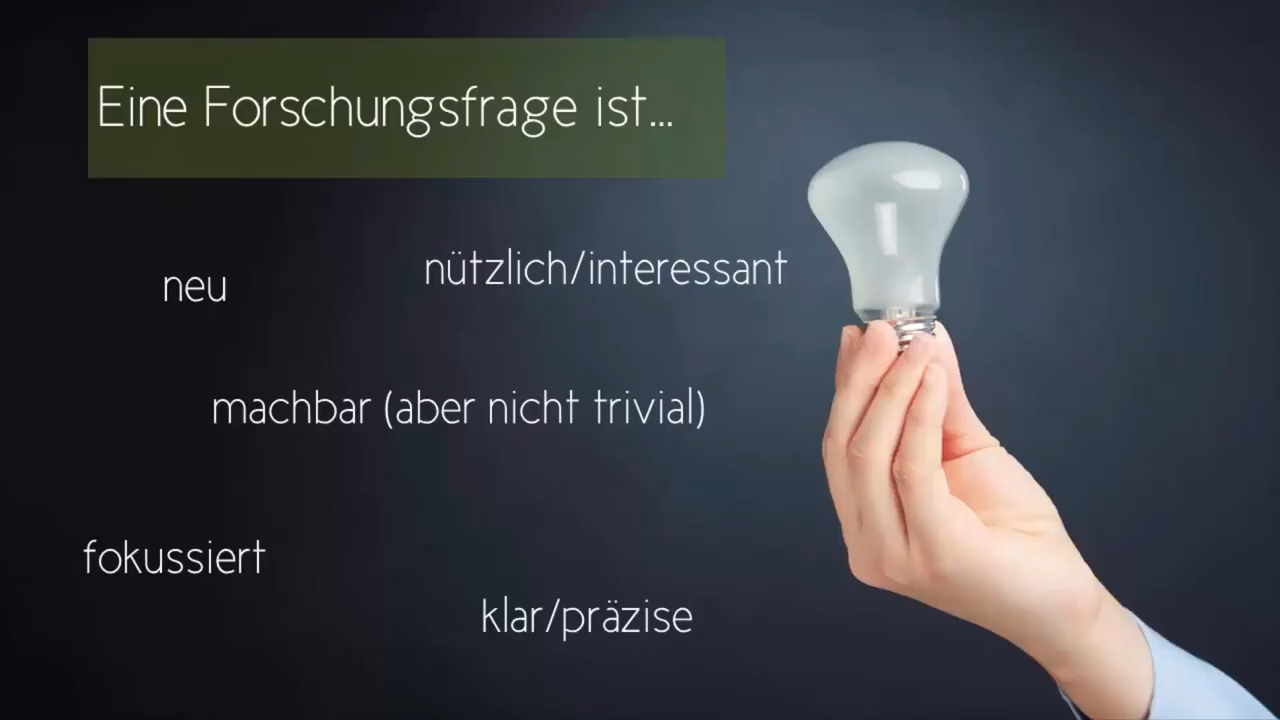 Eine Forschungsfrage ist...
neu
nützlich/interessant
machbar (aber nicht trivial)
fokussiert
klar/präzise